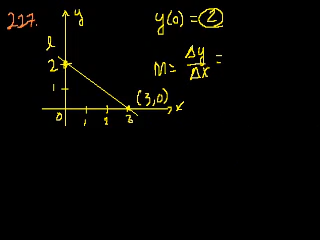 227.
y
y(0) = 2
l
2
M = Δy/Δx =
1
(3,0)
0
1
2
3
x